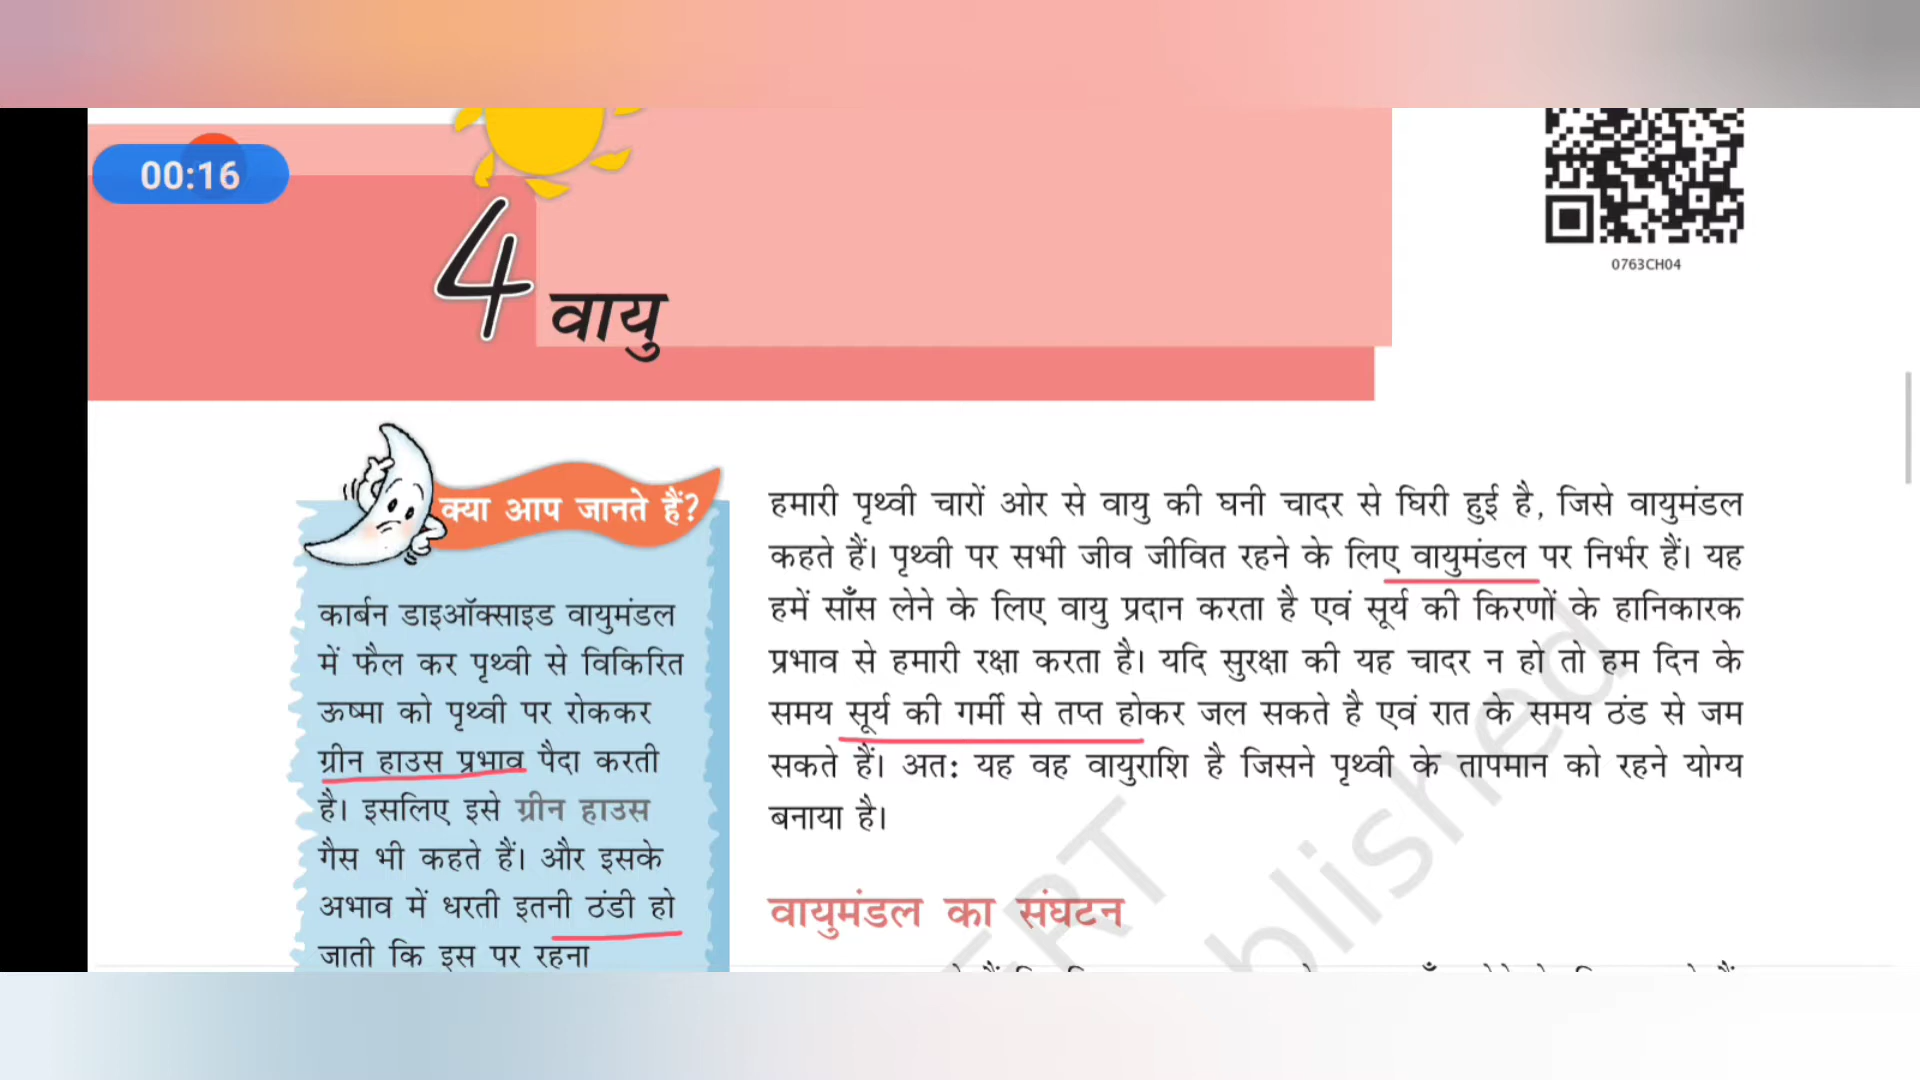 00:16
0763CH04
4 वायु
क्या आप जानते हैं?
कार्बन डाइऑक्साइड वायुमंडल
में फैल कर पृथ्वी से विकिरित
ऊष्मा को पृथ्वी पर रोककर
ग्रीन हाउस प्रभाव पैदा करती
है। इसलिए इसे ग्रीन हाउस
गैस भी कहते हैं। और इसके
अभाव में धरती इतनी ठंडी हो
जाती कि इस पर रहना
हमारी पृथ्वी चारों ओर से वायु की घनी चादर से घिरी हुई है, जिसे वायुमंडल
कहते हैं। पृथ्वी पर सभी जीव जीवित रहने के लिए वायुमंडल पर निर्भर हैं। यह
हमें साँस लेने के लिए वायु प्रदान करता है एवं सूर्य की किरणों के हानिकारक
प्रभाव से हमारी रक्षा करता है। यदि सुरक्षा की यह चादर न हो तो हम दिन के
समय सूर्य की गर्मी से तप्त होकर जल सकते है एवं रात के समय ठंड से जम
सकते हैं। अतः यह वह वायुराशि है जिसने पृथ्वी के तापमान को रहने योग्य
बनाया है।
वायुमंडल का संघटन